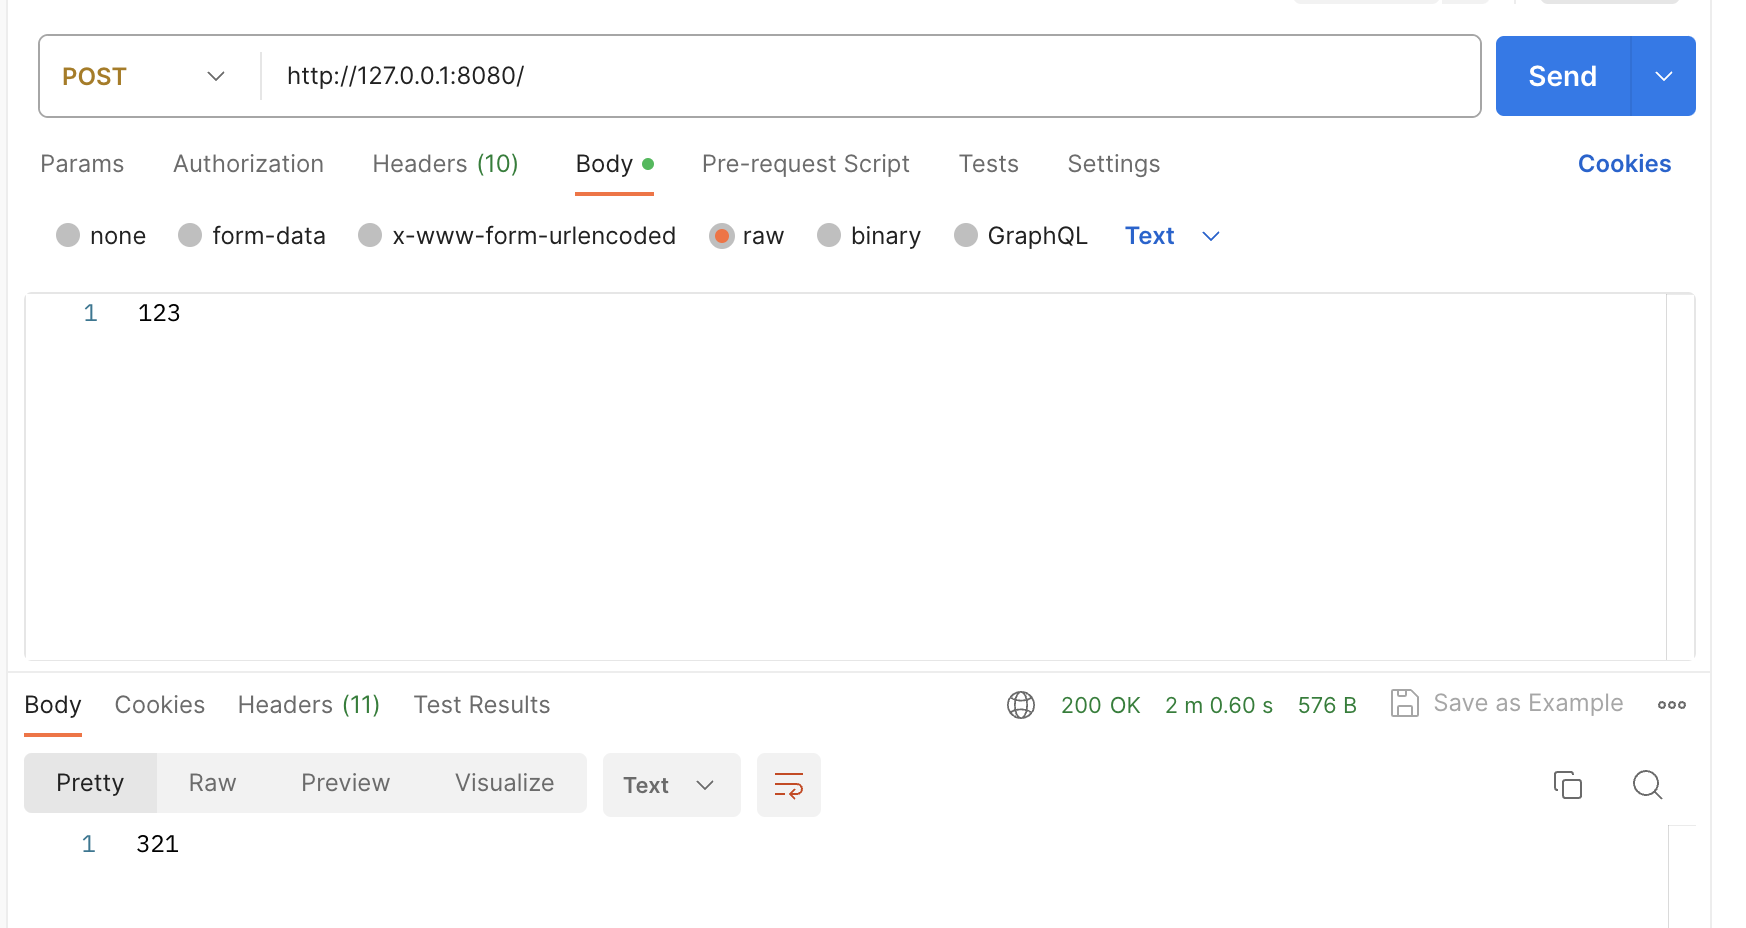 POST http://127.0.0.1:8080/ Send
Params Authorization Headers (10) Body Pre-request Script Tests Settings Cookies
none form-data x-www-form-urlencoded raw binary GraphQL Text
1 123
Body Cookies Headers (11) Test Results 200 OK 2 m 0.60 s 576 B Save as Example
Pretty Raw Preview Visualize Text
1 321